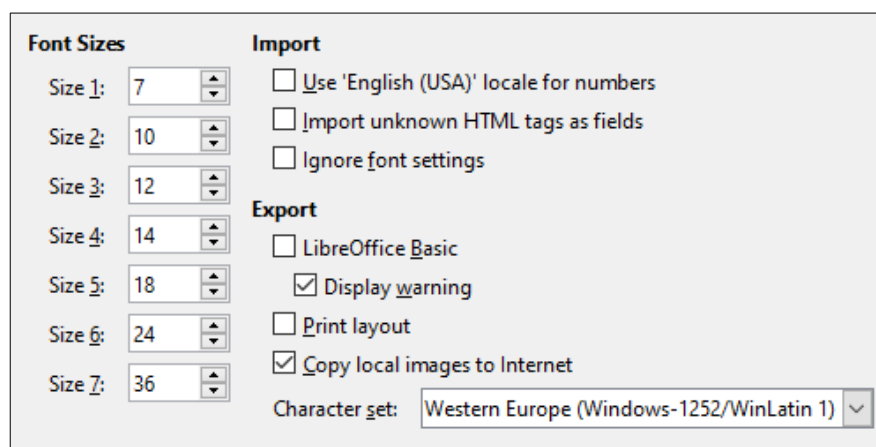 Font Sizes
Size 1: 7
Size 2: 10
Size 3: 12
Size 4: 14
Size 5: 18
Size 6: 24
Size 7: 36
Import
Use 'English (USA)' locale for numbers
Import unknown HTML tags as fields
Ignore font settings
Export
LibreOffice Basic
Display warning
Print layout
Copy local images to Internet
Character set: Western Europe (Windows-1252/WinLatin 1)